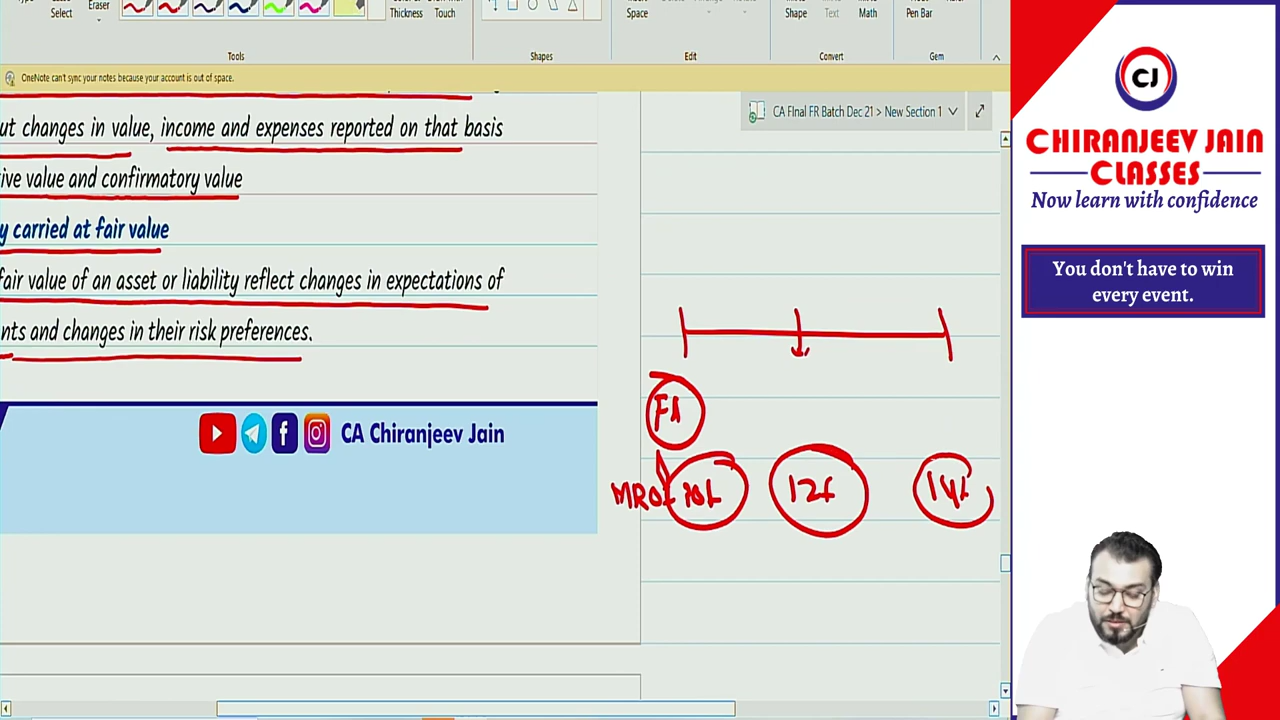 Type
Select
Eraser
Thickness
Touch
Space
Shape
Text
Math
Pen Bar
Tools
Shapes
Edit
Convert
Gem
OneNote can't sync your notes because your account is out of space.
CA FInal FR Batch Dec 21 > New Section 1
ut changes in value, income and expenses reported on that basis
ive value and confirmatory value
y carried at fair value
fair value of an asset or liability reflect changes in expectations of
nts and changes in their risk preferences.
CA Chiranjeev Jain
FA
10L
12L
14L
CJ
CHIRANJEEV JAIN
CLASSES
Now learn with confidence
You don't have to win
every event.